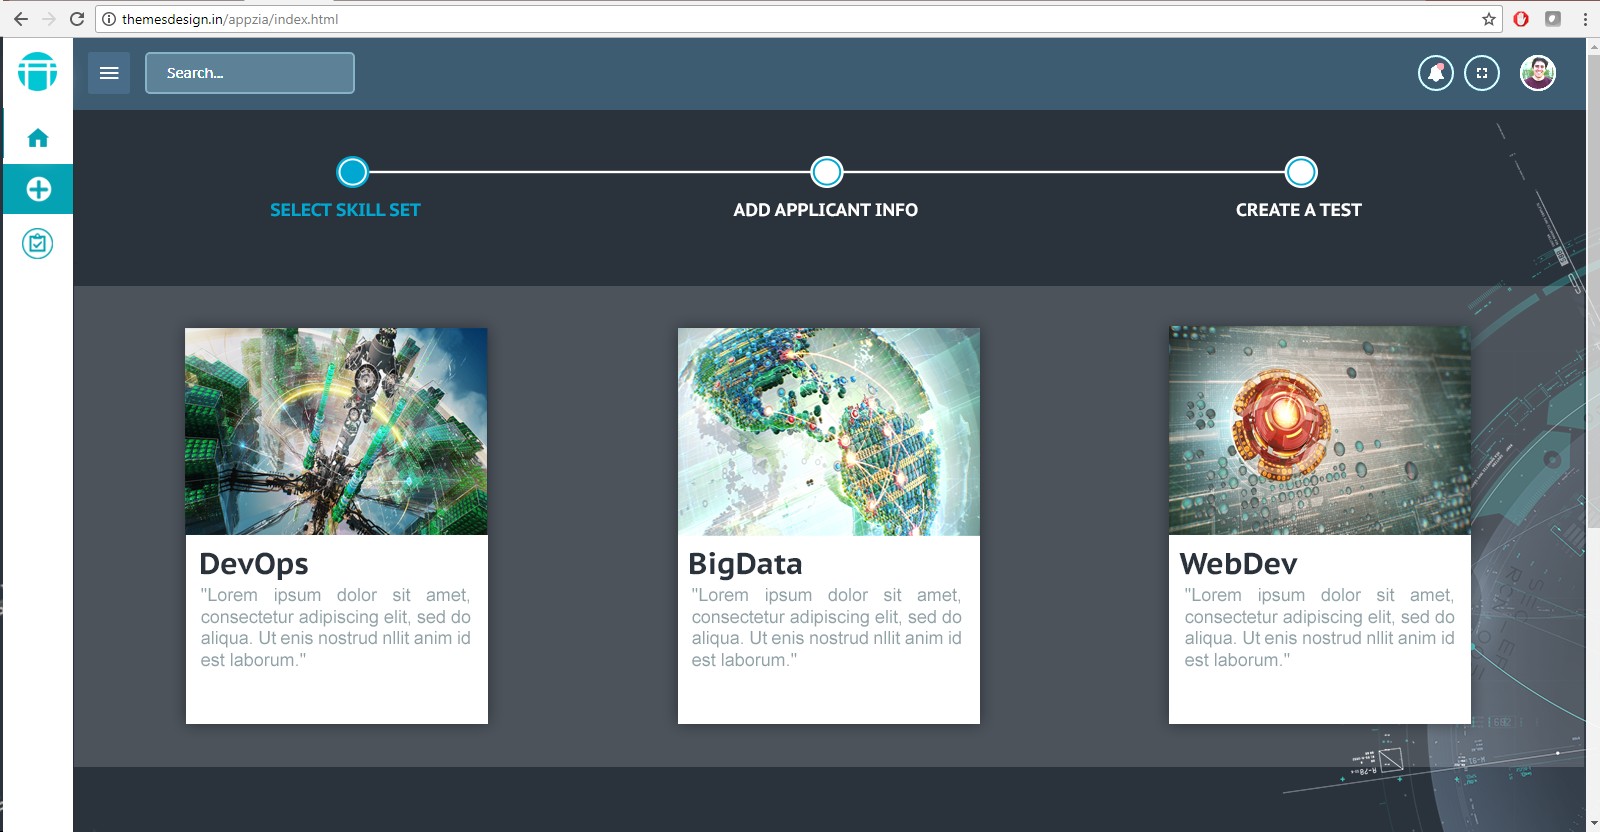 themesdesign.in/appzia/index.html
Search...
SELECT SKILL SET
ADD APPLICANT INFO
CREATE A TEST
DevOps
"Lorem ipsum dolor sit amet,
consectetur adipiscing elit, sed do
aliqua. Ut enis nostrud nllit anim id
est laborum."
BigData
"Lorem ipsum dolor sit amet,
consectetur adipiscing elit, sed do
aliqua. Ut enis nostrud nllit anim id
est laborum."
WebDev
"Lorem ipsum dolor sit amet,
consectetur adipiscing elit, sed do
aliqua. Ut enis nostrud nllit anim id
est laborum."